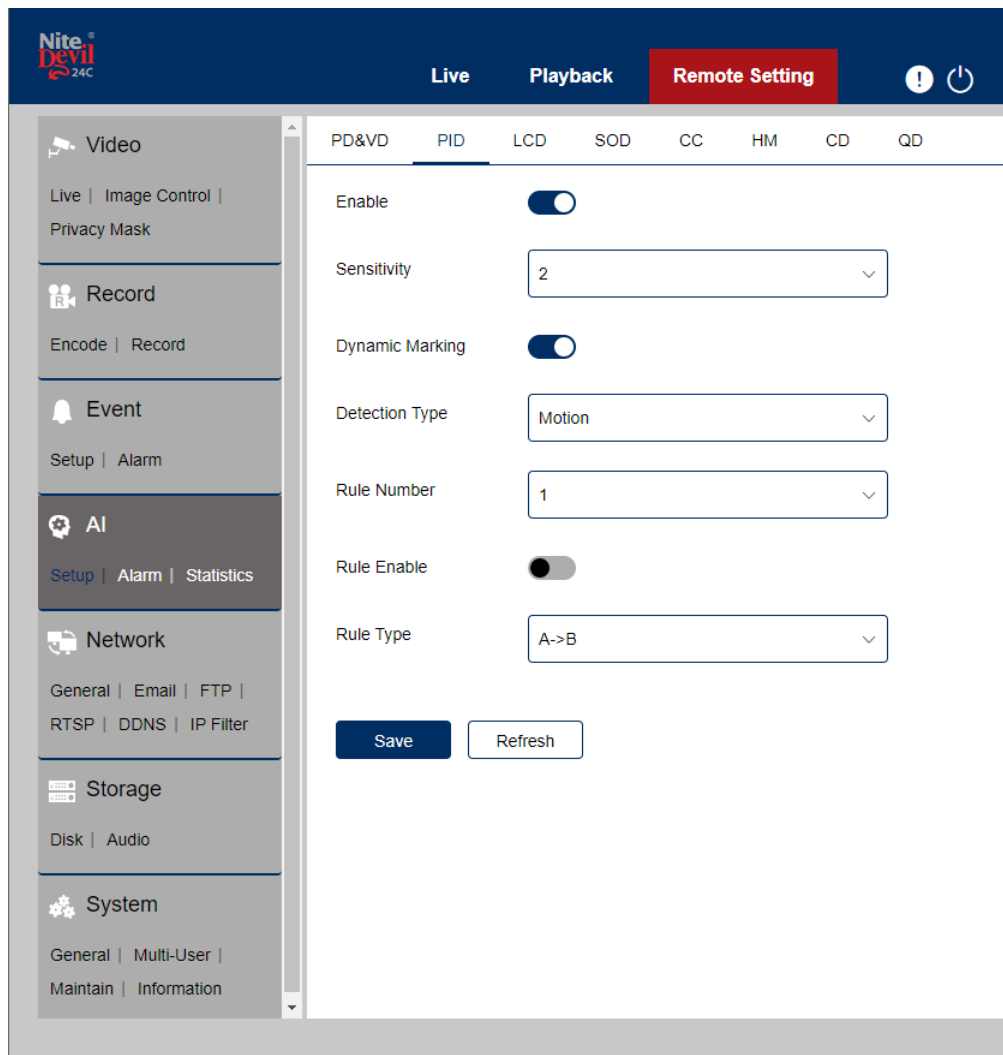 Nite ®
Devil
24C
Live Playback Remote Setting
Video
Live | Image Control |
Privacy Mask
R
Record
Encode | Record
Event
Setup | Alarm
AI
Setup | Alarm | Statistics
Network
General | Email | FTP |
RTSP | DDNS | IP Filter
Storage
Disk | Audio
System
General | Multi-User |
Maintain | Information
PD&VD PID LCD SOD CC HM CD QD
Enable
Sensitivity 2
Dynamic Marking
Detection Type Motion
Rule Number 1
Rule Enable
Rule Type A->B
Save Refresh